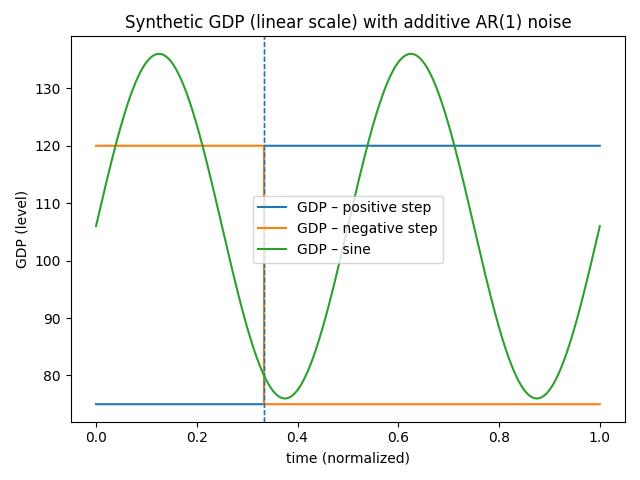 Synthetic GDP (linear scale) with additive AR(1) noise
GDP (level)
130
120
110
100
90
80
GDP – positive step
GDP – negative step
GDP – sine
0.0 0.2 0.4 0.6 0.8 1.0
time (normalized)